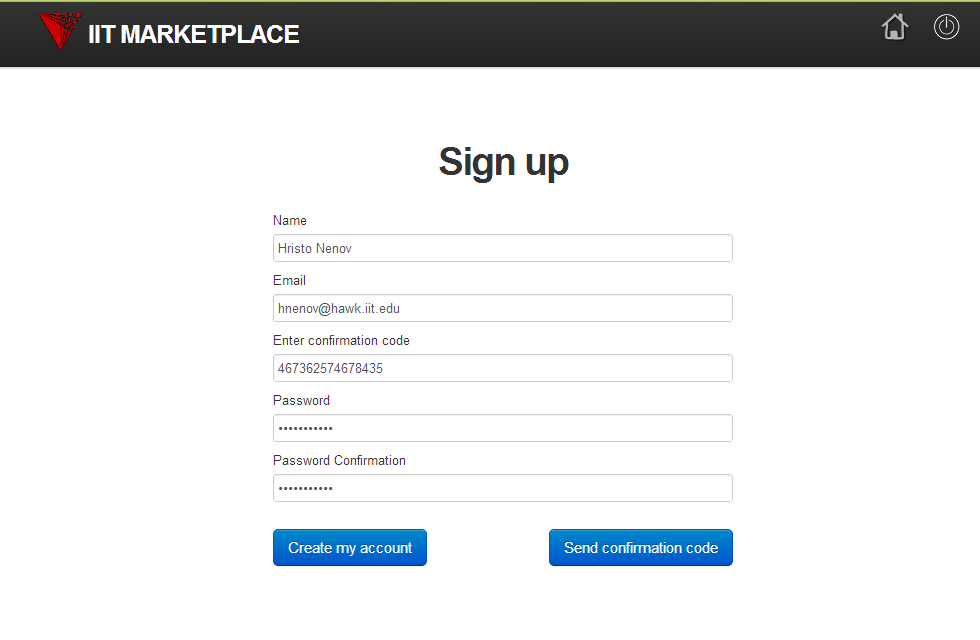 IIT MARKETPLACE
Sign up
Name
Hristo Nenov
Email
hnenov@hawk.iit.edu
Enter confirmation code
467362574678435
Password
•••••••••••
Password Confirmation
•••••••••••
Create my account Send confirmation code